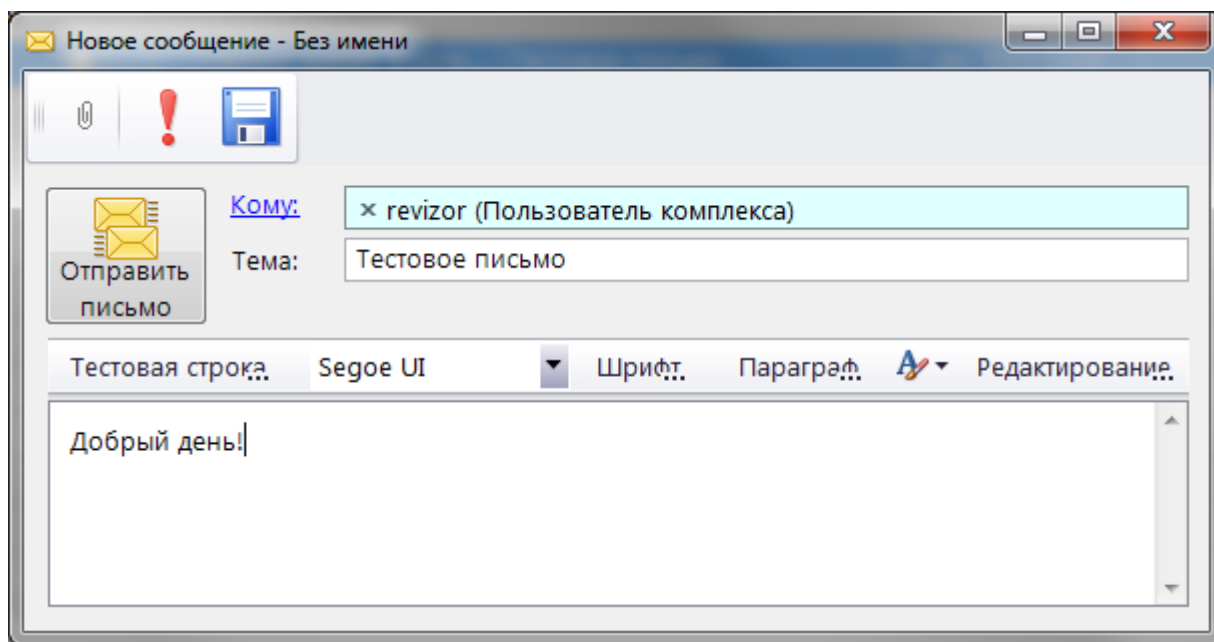 Новое сообщение - Без имени
Кому: × revizor (Пользователь комплекса)
Отправить письмо
Тема: Тестовое письмо
Тестовая строка... Segoe UI Шрифт... Параграф... Редактирование...
Добрый день!